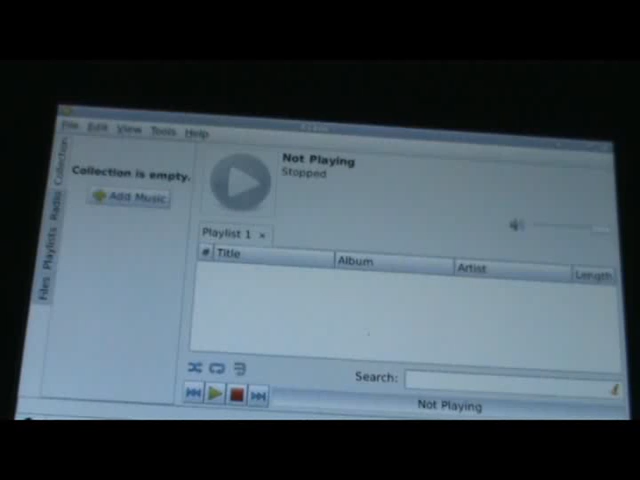 File Edit View Tools Help
Collection
Radio
Playlists
Files
Collection is empty.
Add Music
Not Playing
Stopped
Playlist 1 ×
# Title Album Artist Length
Search:
Not Playing